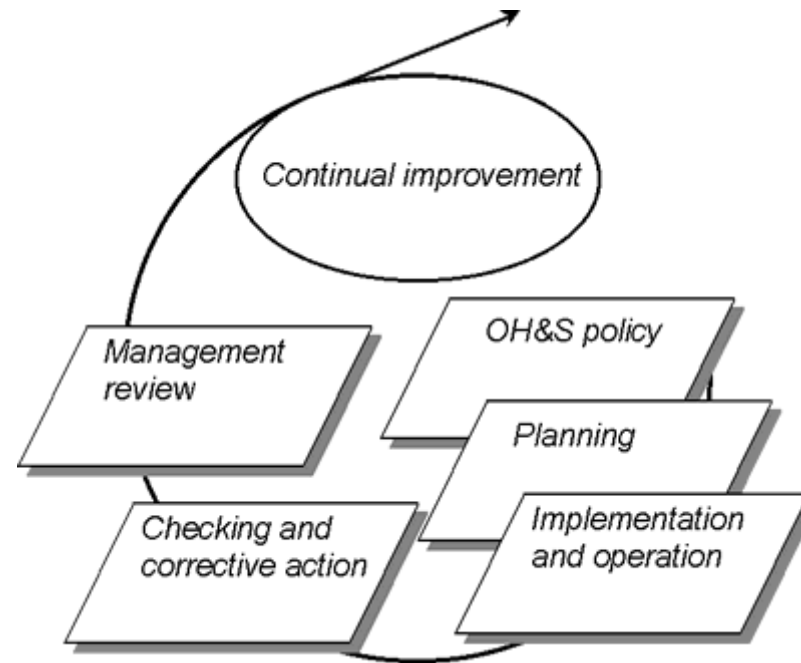 Continual improvement
OH&S policy
Planning
Implementation
and operation
Checking and
corrective action
Management
review